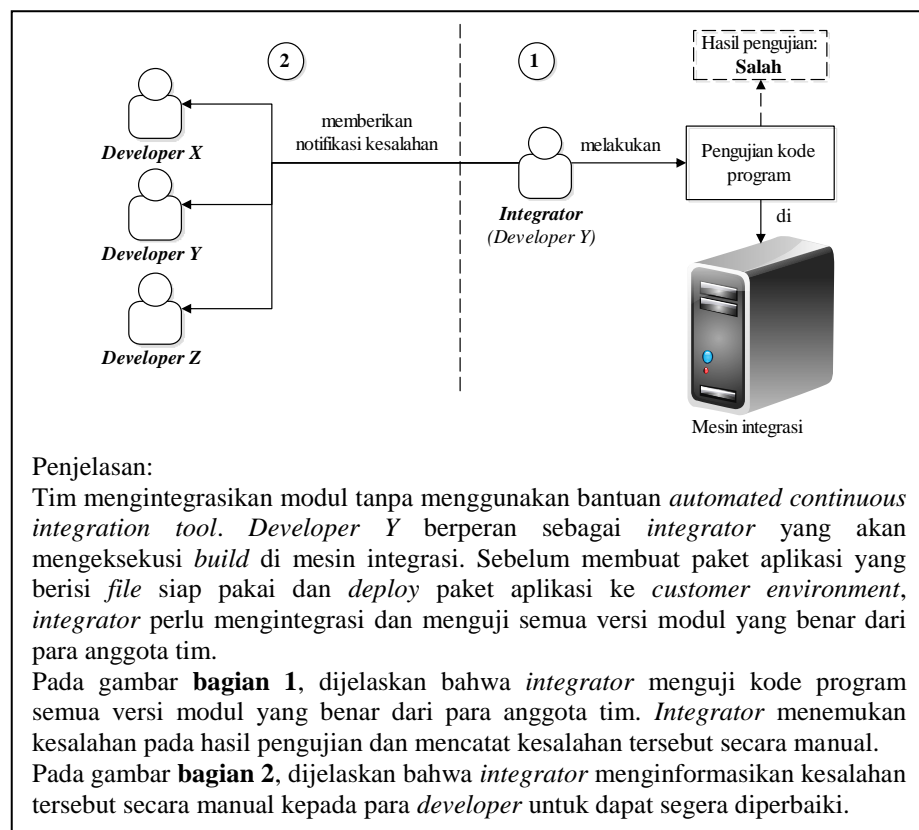 2
1
Hasil pengujian:
Salah
memberikan
notifikasi kesalahan
melakukan
Pengujian kode
program
di
Developer X
Developer Y
Developer Z
Integrator
(Developer Y)
Mesin integrasi
Penjelasan:
Tim mengintegrasikan modul tanpa menggunakan bantuan automated continuous
integration tool. Developer Y berperan sebagai integrator yang akan
mengeksekusi build di mesin integrasi. Sebelum membuat paket aplikasi yang
berisi file siap pakai dan deploy paket aplikasi ke customer environment,
integrator perlu mengintegrasi dan menguji semua versi modul yang benar dari
para anggota tim.
Pada gambar bagian 1, dijelaskan bahwa integrator menguji kode program
semua versi modul yang benar dari para anggota tim. Integrator menemukan
kesalahan pada hasil pengujian dan mencatat kesalahan tersebut secara manual.
Pada gambar bagian 2, dijelaskan bahwa integrator menginformasikan kesalahan
tersebut secara manual kepada para developer untuk dapat segera diperbaiki.